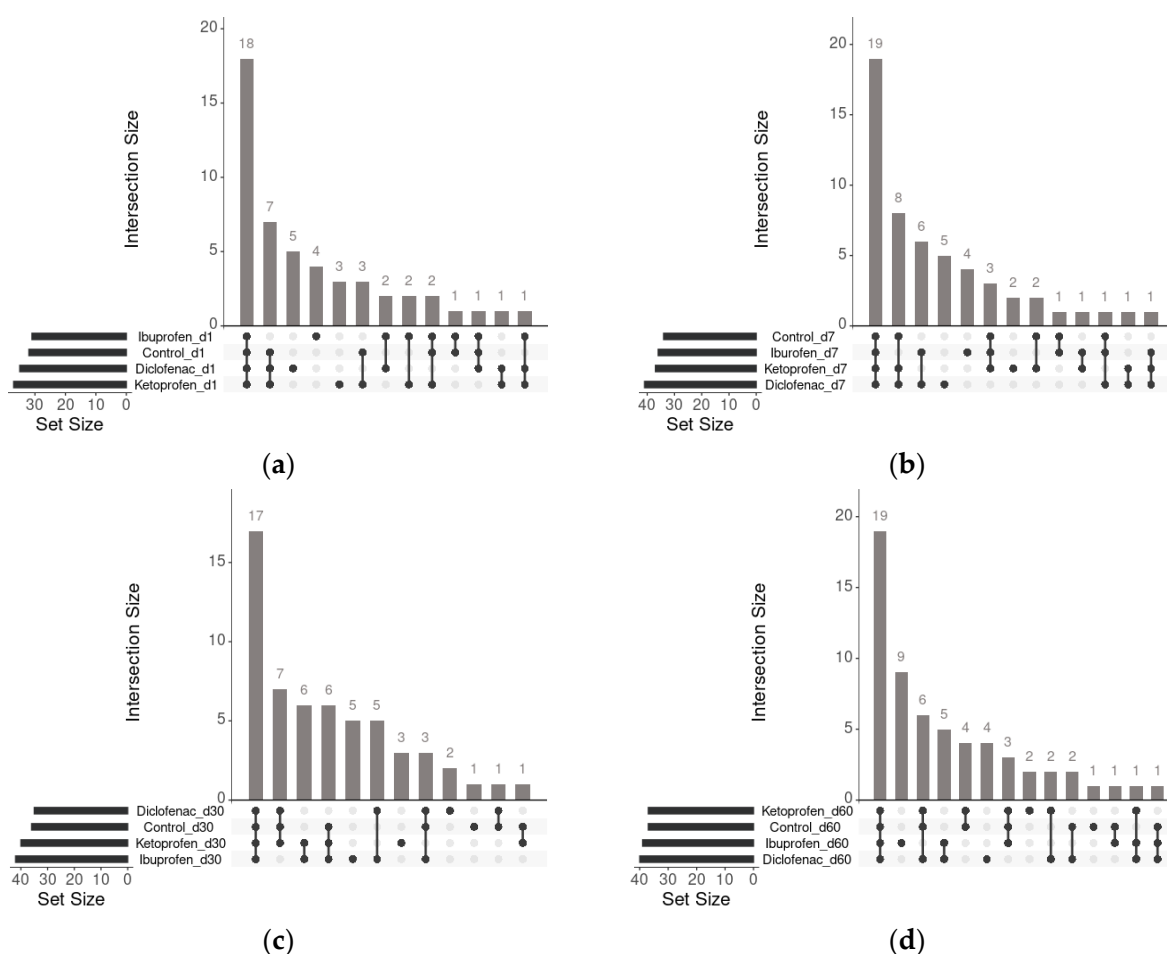 20
15
10
5
0
Intersection Size
18
7
5
4
3
3
2
2
2
1
1
1
1
Ibuprofen_d1
Control_d1
Diclofenac_d1
Ketoprofen_d1
30 20 10 0
Set Size
(a)
20
15
10
5
0
Intersection Size
19
8
6
5
4
3
2
2
1
1
1
1
1
Control_d7
Iburofen_d7
Ketoprofen_d7
Diclofenac_d7
40 30 20 10 0
Set Size
(b)
15
10
5
0
Intersection Size
17
7
6
6
5
5
3
3
2
1
1
1
Diclofenac_d30
Control_d30
Ketoprofen_d30
Ibuprofen_d30
40 30 20 10 0
Set Size
(c)
20
15
10
5
0
Intersection Size
19
9
6
5
4
4
3
2
2
2
1
1
1
1
Ketoprofen_d60
Control_d60
Ibuprofen_d60
Diclofenac_d60
40 30 20 10 0
Set Size
(d)